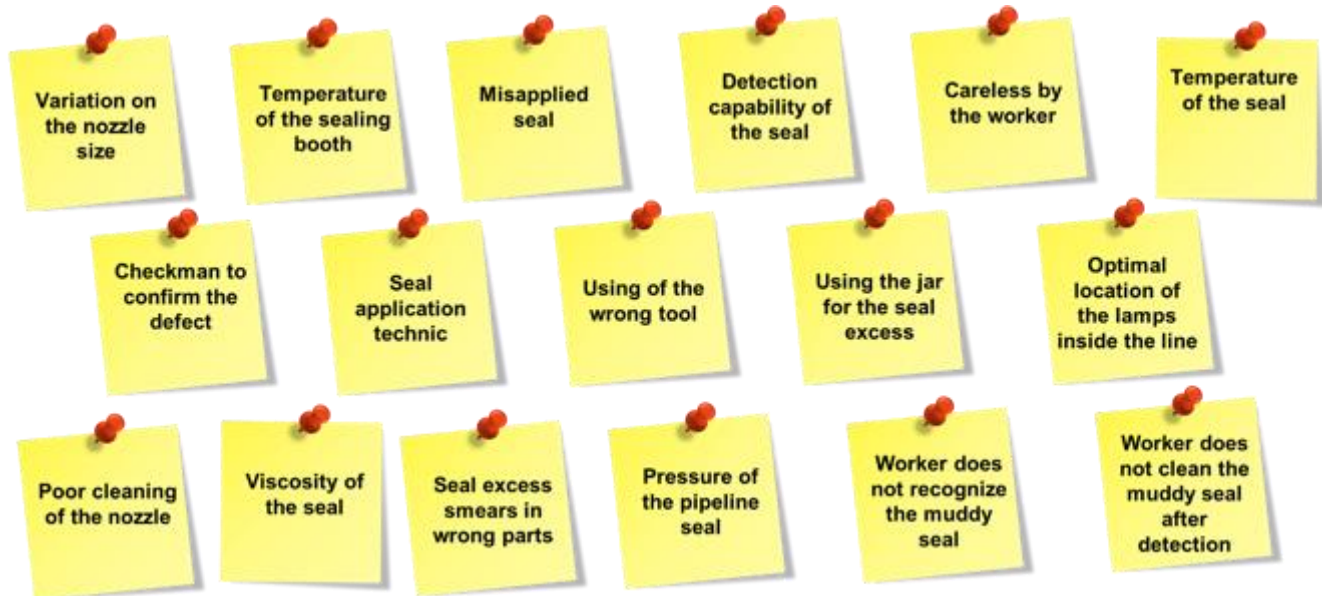 Variation on
the nozzle
size
Temperature
of the sealing
booth
Misapplied
seal
Detection
capability of
the seal
Careless by
the worker
Temperature
of the seal
Checkman to
confirm the
defect
Seal
application
technic
Using of the
wrong tool
Using the jar
for the seal
excess
Optimal
location of
the lamps
inside the line
Poor cleaning
of the nozzle
Viscosity of
the seal
Seal excess
smears in
wrong parts
Pressure of
the pipeline
seal
Worker does
not recognize
the muddy
seal
Worker does
not clean the
muddy seal
after
detection